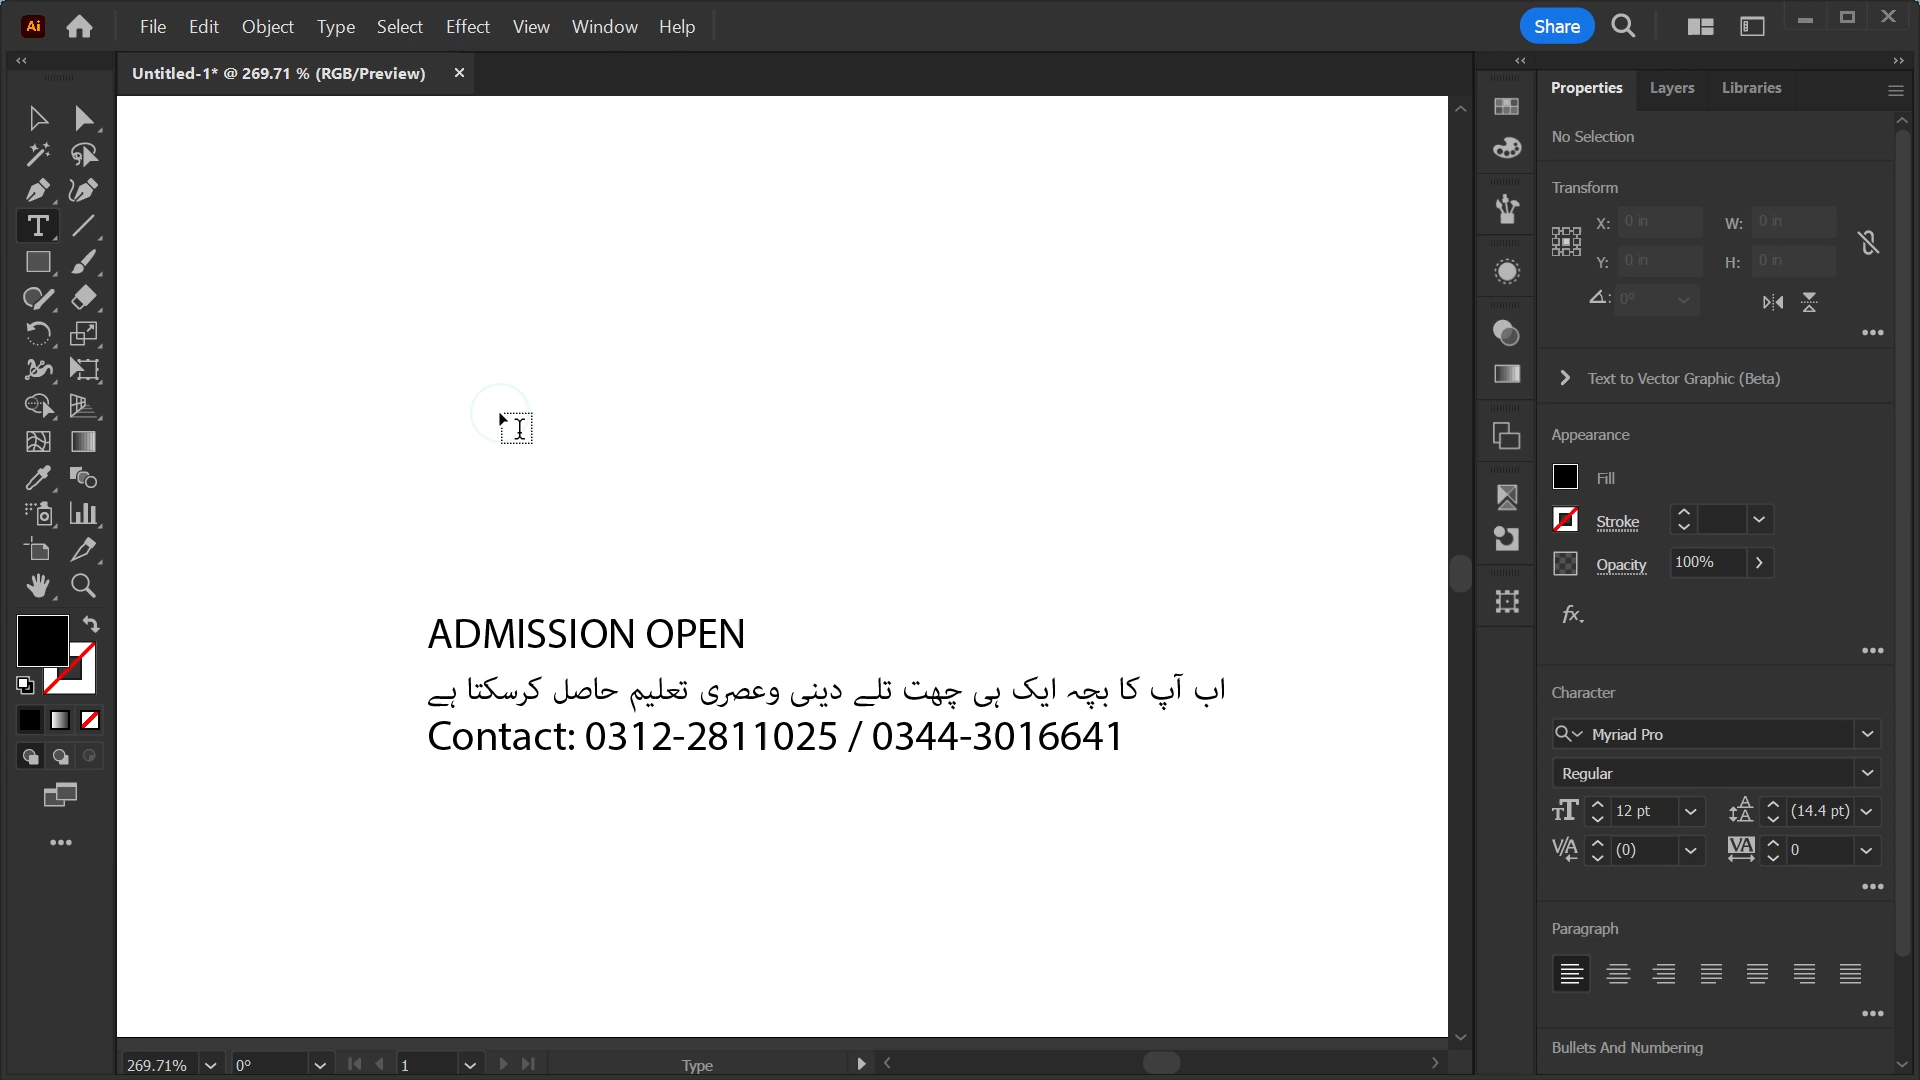 Ai
File Edit Object Type Select Effect View Window Help
Share
Untitled-1* @ 269.71 % (RGB/Preview)
Properties Layers Libraries
No Selection
Transform
X: 0 in W: 0 in
Y: 0 in H: 0 in
0°
Text to Vector Graphic (Beta)
Appearance
Fill
Stroke
Opacity 100%
fx
Character
Myriad Pro
Regular
12 pt (14.4 pt)
(0) 0
Paragraph
Bullets And Numbering
ADMISSION OPEN
اب آپ کا بچہ ایک ہی چھت تلے دینی وعصری تعلیم حاصل کرسکتا ہے
Contact: 0312-2811025 / 0344-3016641
269.71% 0° 1 Type